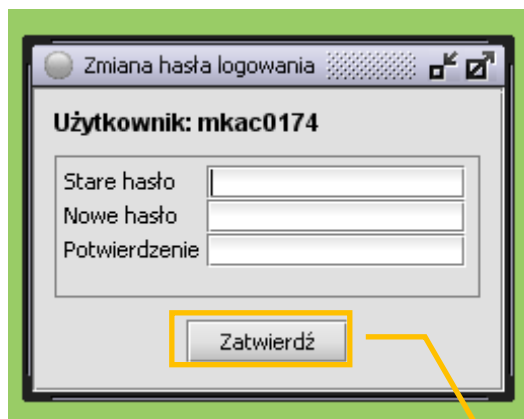 Zmiana hasła logowania
Użytkownik: mkac0174
Stare hasło
Nowe hasło
Potwierdzenie
Zatwierdź